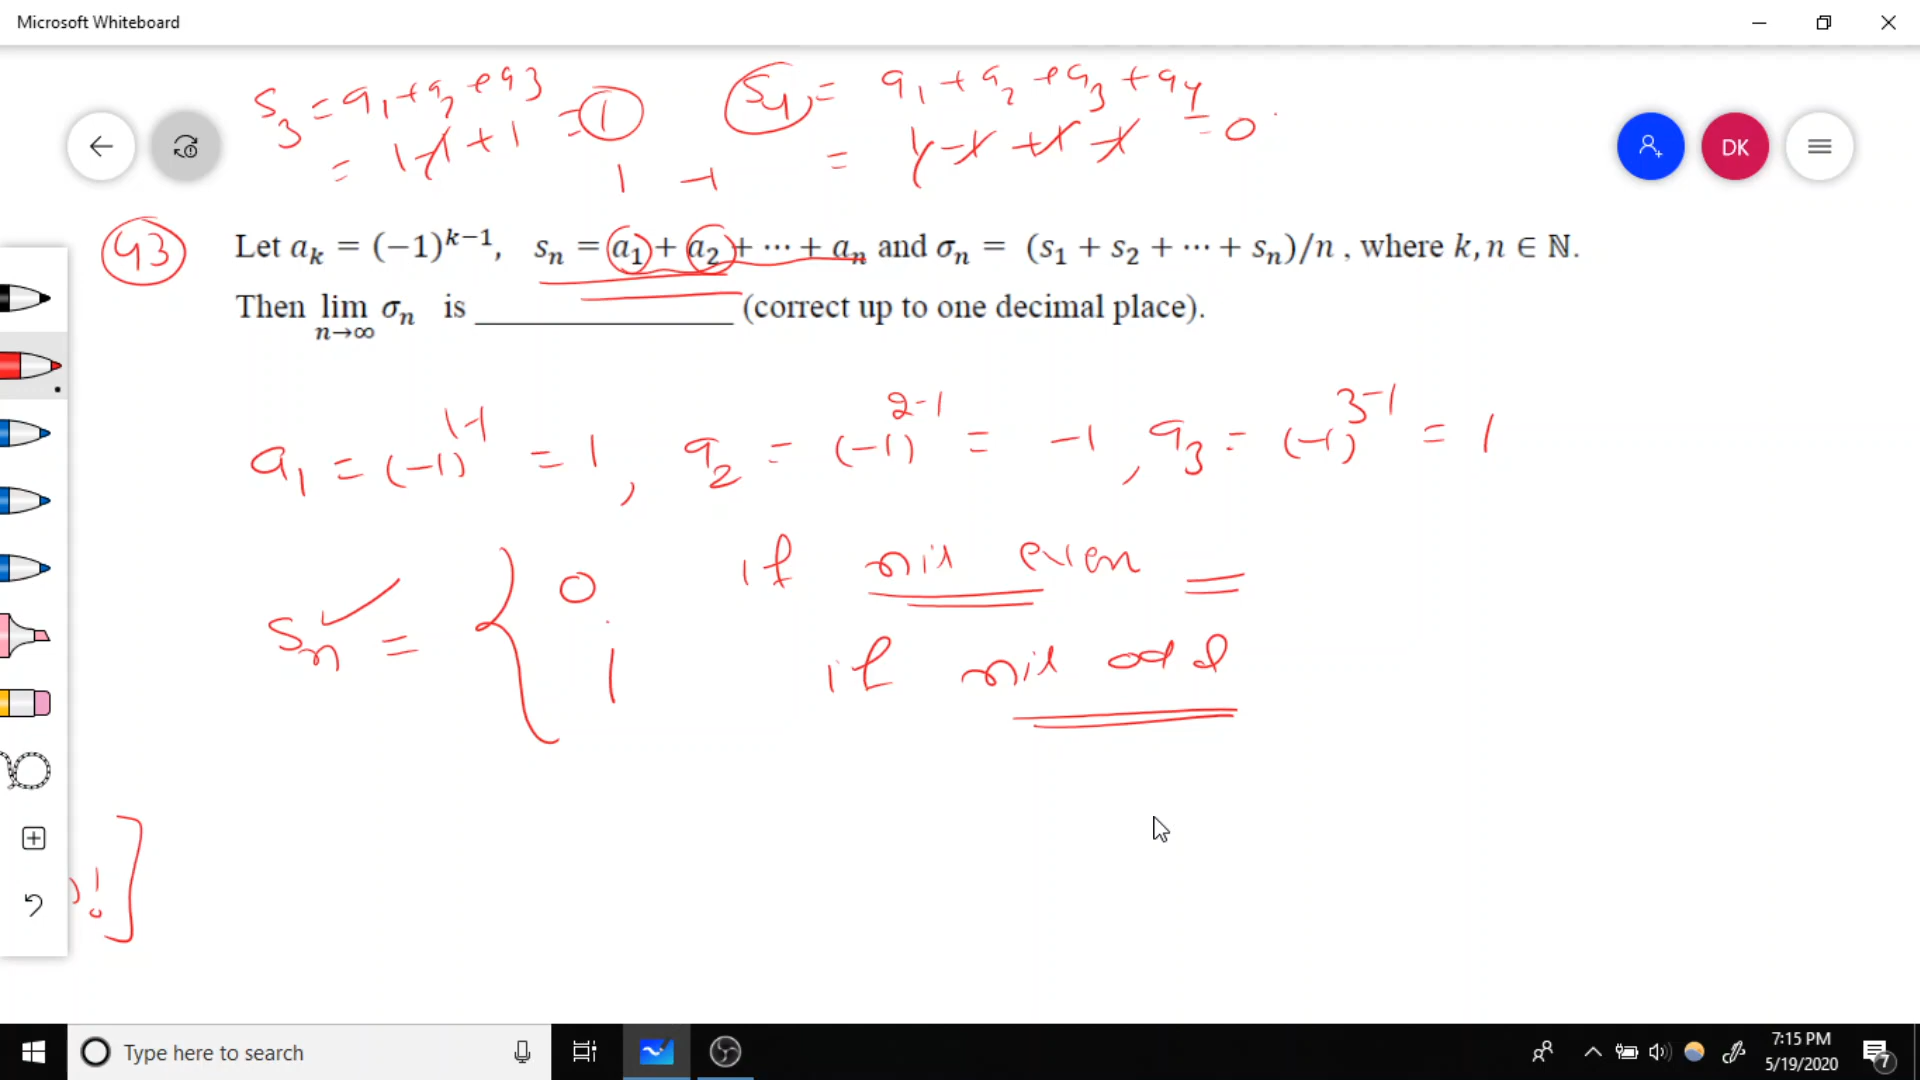 Microsoft Whiteboard
S3 = a1 + a2 + a3 = 1
= 1 - 1 + 1
S4 = a1 + a2 + a3 + a4
= 1 - 1 + 1 - 1 = 0
1 -1
DK
43
Let aₖ = (−1)ᵏ⁻¹, sₙ = a₁ + a₂ + ⋯ + aₙ and σₙ = (s₁ + s₂ + ⋯ + sₙ)/n , where k, n ∈ ℕ.
Then lim n→∞ σₙ is ________________ (correct up to one decimal place).
a1 = (-1)^1-1 = 1, a2 = (-1)^2-1 = -1, a3 = (-1)^3-1 = 1
Sn = { 0 if n is even
1 if n is odd
!]
Type here to search
7:15 PM
5/19/2020
7